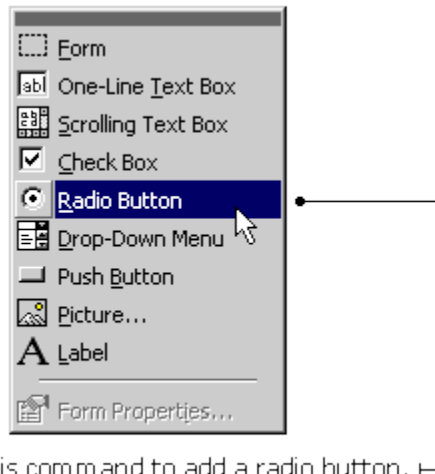 Form
abl One-Line Text Box
Scrolling Text Box
Check Box
Radio Button
Drop-Down Menu
Push Button
Picture...
A Label
Form Properties...
is command to add a radio button.